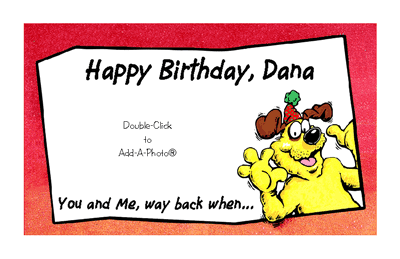 Happy Birthday, Dana
Double-Click
to
Add-A-Photo®
You and Me, way back when...